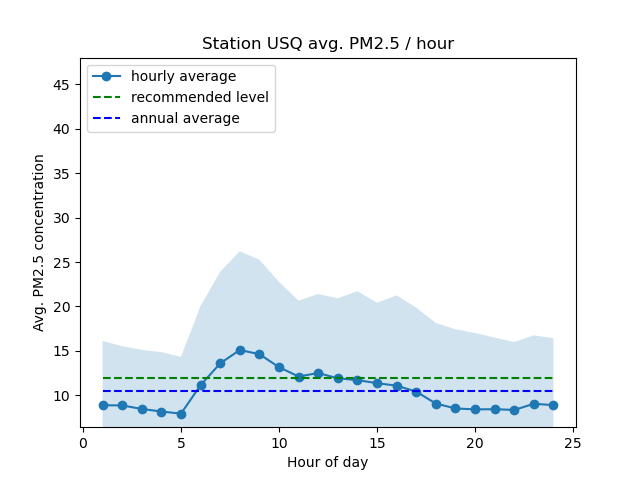 Station USQ avg. PM2.5 / hour
hourly average
recommended level
annual average
Avg. PM2.5 concentration
45
40
35
30
25
20
15
10
0 5 10 15 20 25
Hour of day